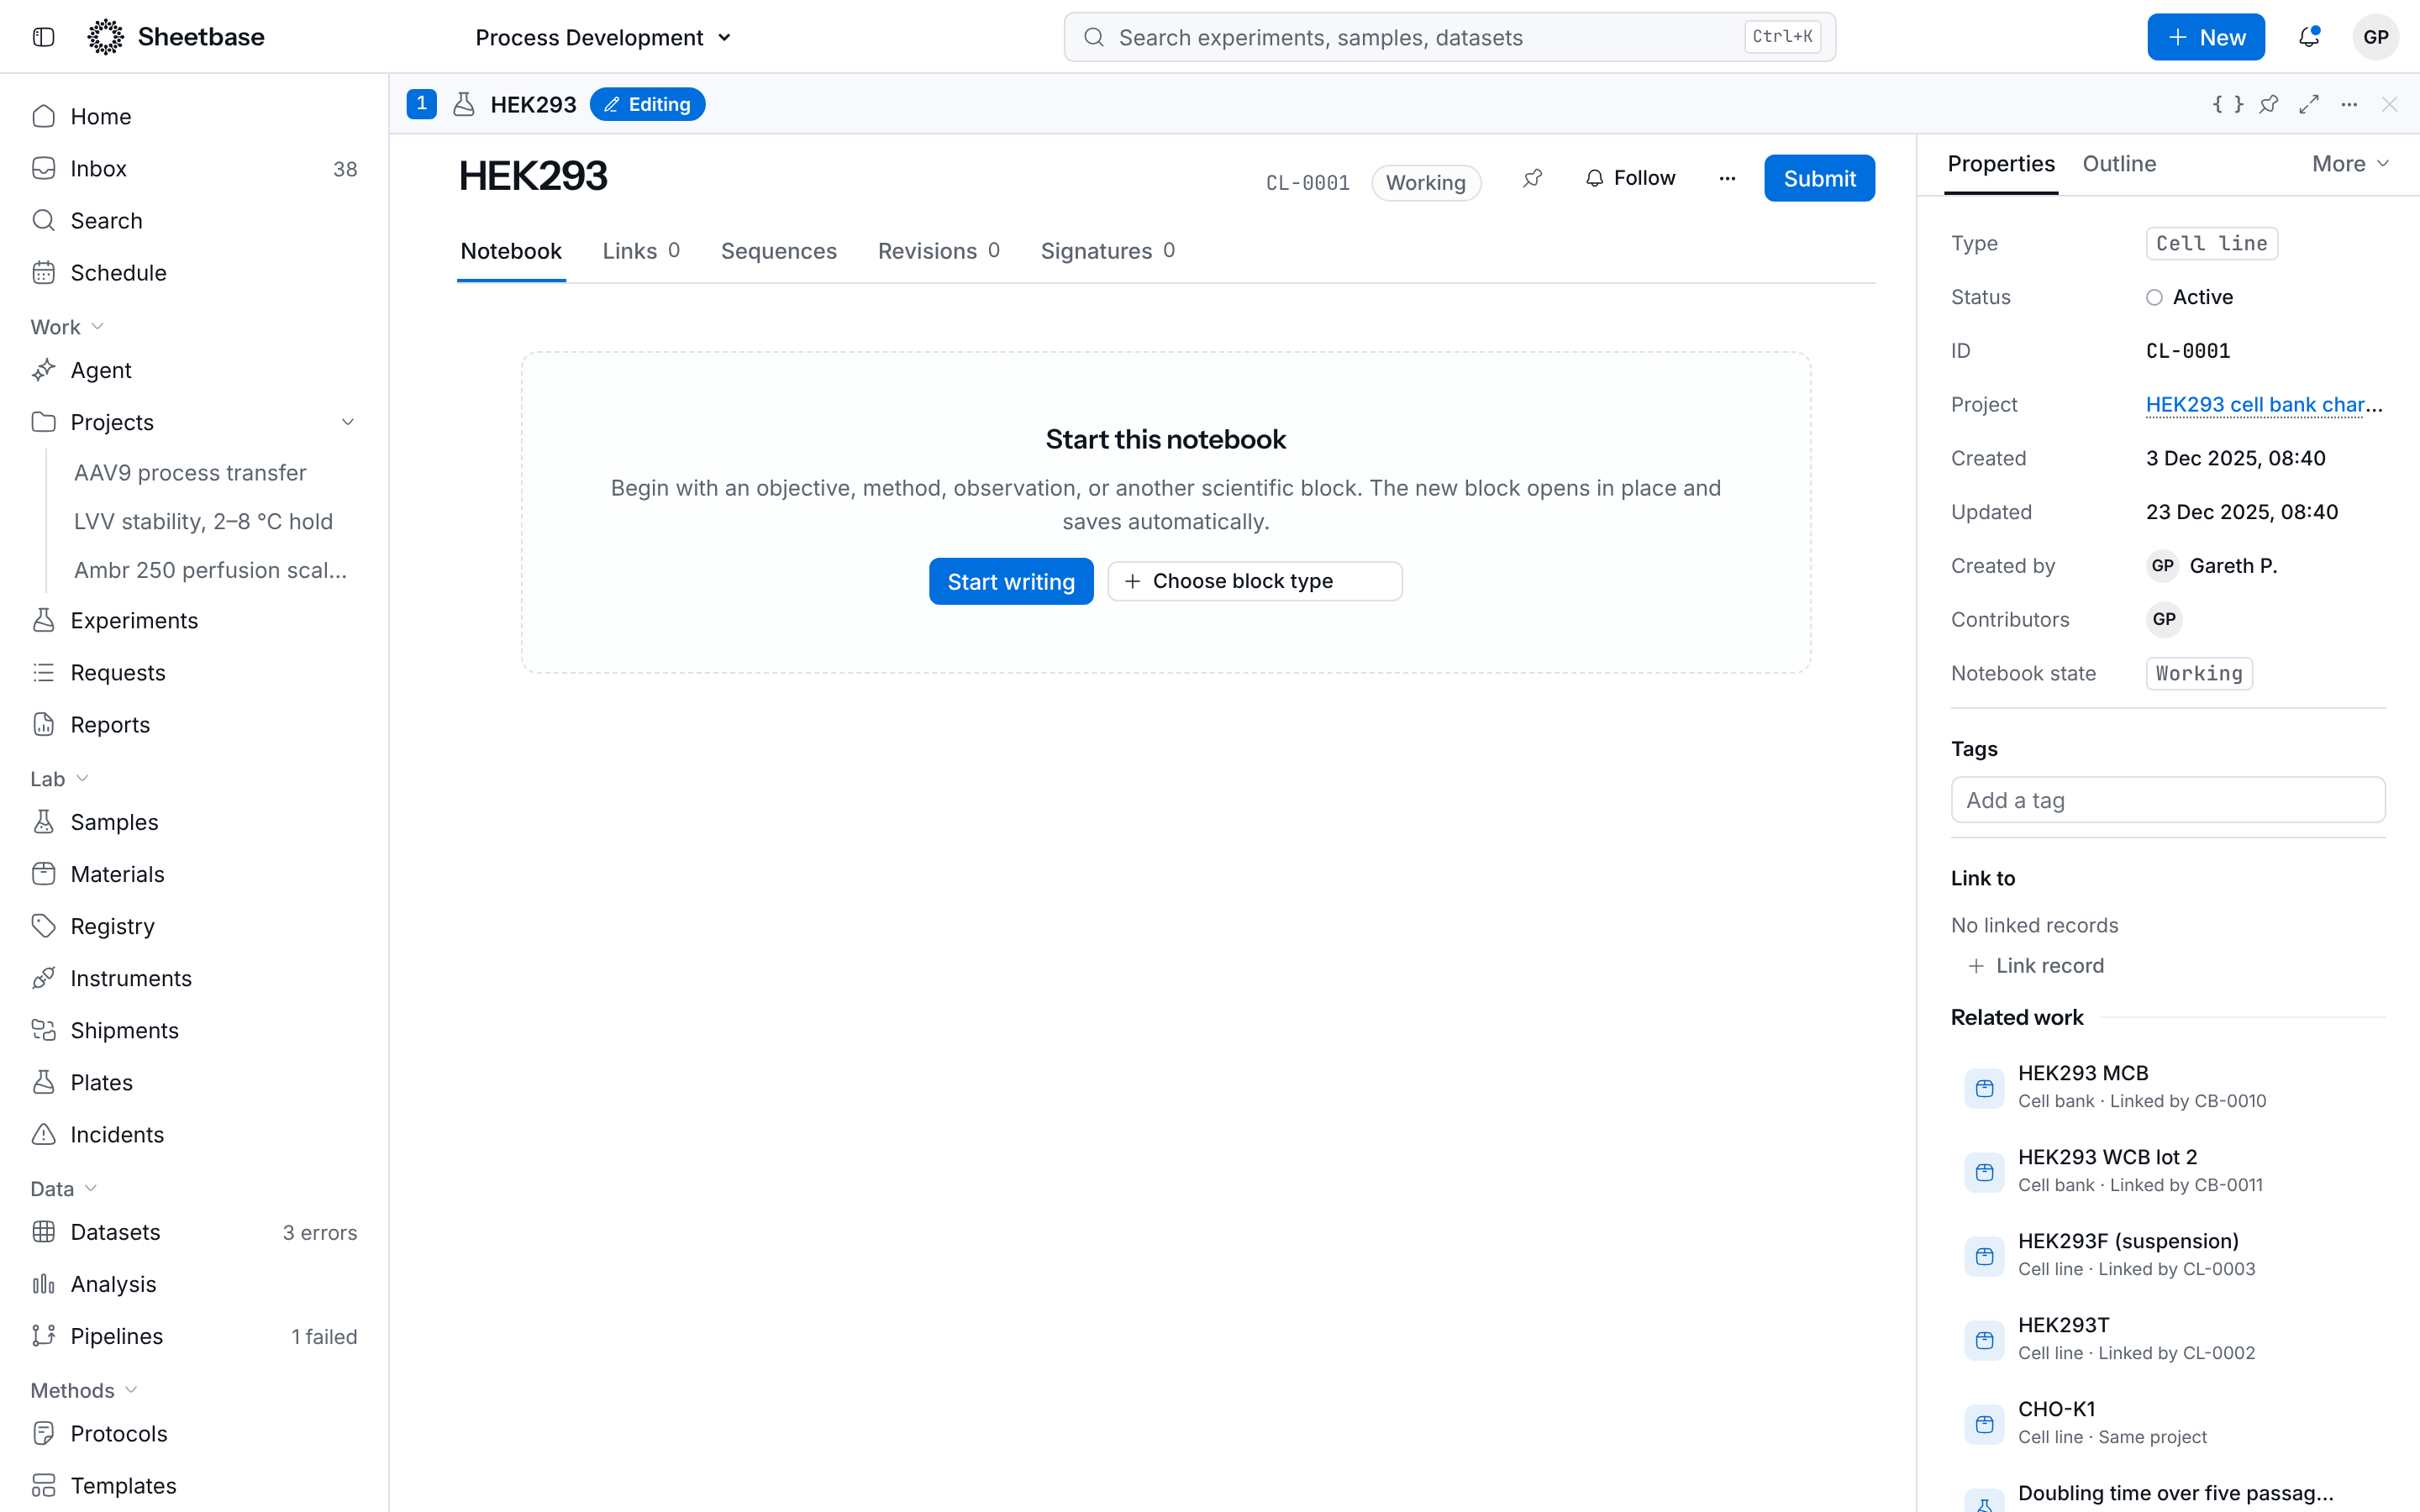 Sheetbase
Process Development
Search experiments, samples, datasets
Ctrl+K
New
GP
Home
Inbox 38
Search
Schedule
Work
Agent
Projects
AAV9 process transfer
LVV stability, 2–8 °C hold
Ambr 250 perfusion scal...
Experiments
Requests
Reports
Lab
Samples
Materials
Registry
Instruments
Shipments
Plates
Incidents
Data
Datasets 3 errors
Analysis
Pipelines 1 failed
Methods
Protocols
Templates
1 HEK293 Editing
{ }
HEK293
CL-0001 Working Follow Submit
Notebook Links 0 Sequences Revisions 0 Signatures 0
Start this notebook
Begin with an objective, method, observation, or another scientific block. The new block opens in place and
saves automatically.
Start writing Choose block type
Properties Outline More
Type Cell line
Status Active
ID CL-0001
Project HEK293 cell bank char...
Created 3 Dec 2025, 08:40
Updated 23 Dec 2025, 08:40
Created by GP Gareth P.
Contributors GP
Notebook state Working
Tags
Add a tag
Link to
No linked records
Link record
Related work
HEK293 MCB
Cell bank · Linked by CB-0010
HEK293 WCB lot 2
Cell bank · Linked by CB-0011
HEK293F (suspension)
Cell line · Linked by CL-0003
HEK293T
Cell line · Linked by CL-0002
CHO-K1
Cell line · Same project
Doubling time over five passag...